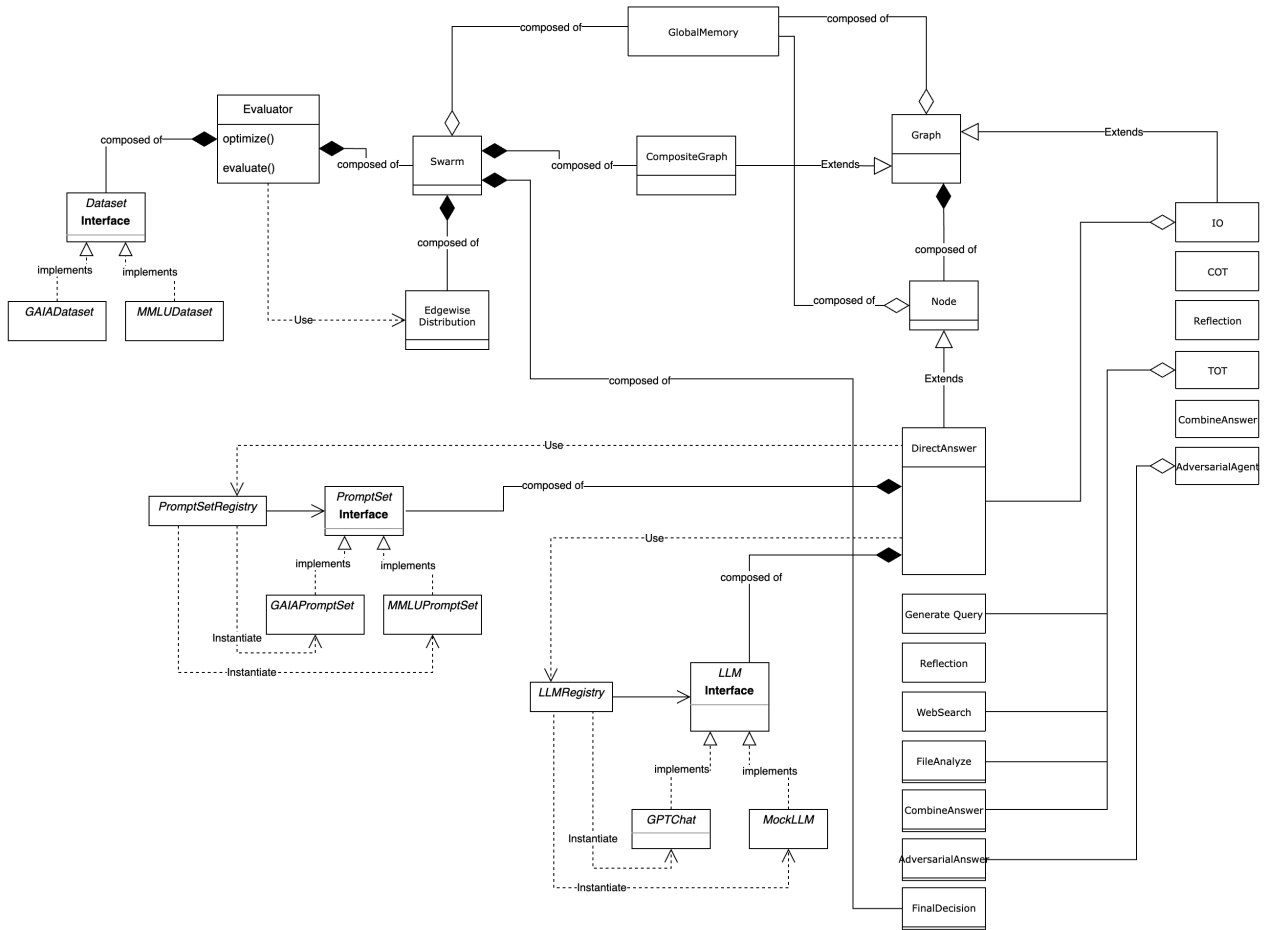 GlobalMemory
composed of
composed of
Evaluator
optimize()
evaluate()
composed of
composed of
Swarm
composed of
CompositeGraph
Extends
Graph
Extends
Dataset
Interface
implements
implements
GAIADataset
MMLUDataset
composed of
Edgewise
Distribution
Use
composed of
composed of
Node
Extends
IO
COT
Reflection
TOT
CombineAnswer
AdversarialAgent
composed of
Use
DirectAnswer
PromptSetRegistry
PromptSet
Interface
composed of
implements
implements
GAIAPromptSet
MMLUPromptSet
Instantiate
Instantiate
Use
composed of
LLMRegistry
LLM
Interface
implements
implements
GPTChat
MockLLM
Instantiate
Instantiate
Generate Query
Reflection
WebSearch
FileAnalyze
CombineAnswer
AdversarialAnswer
FinalDecision